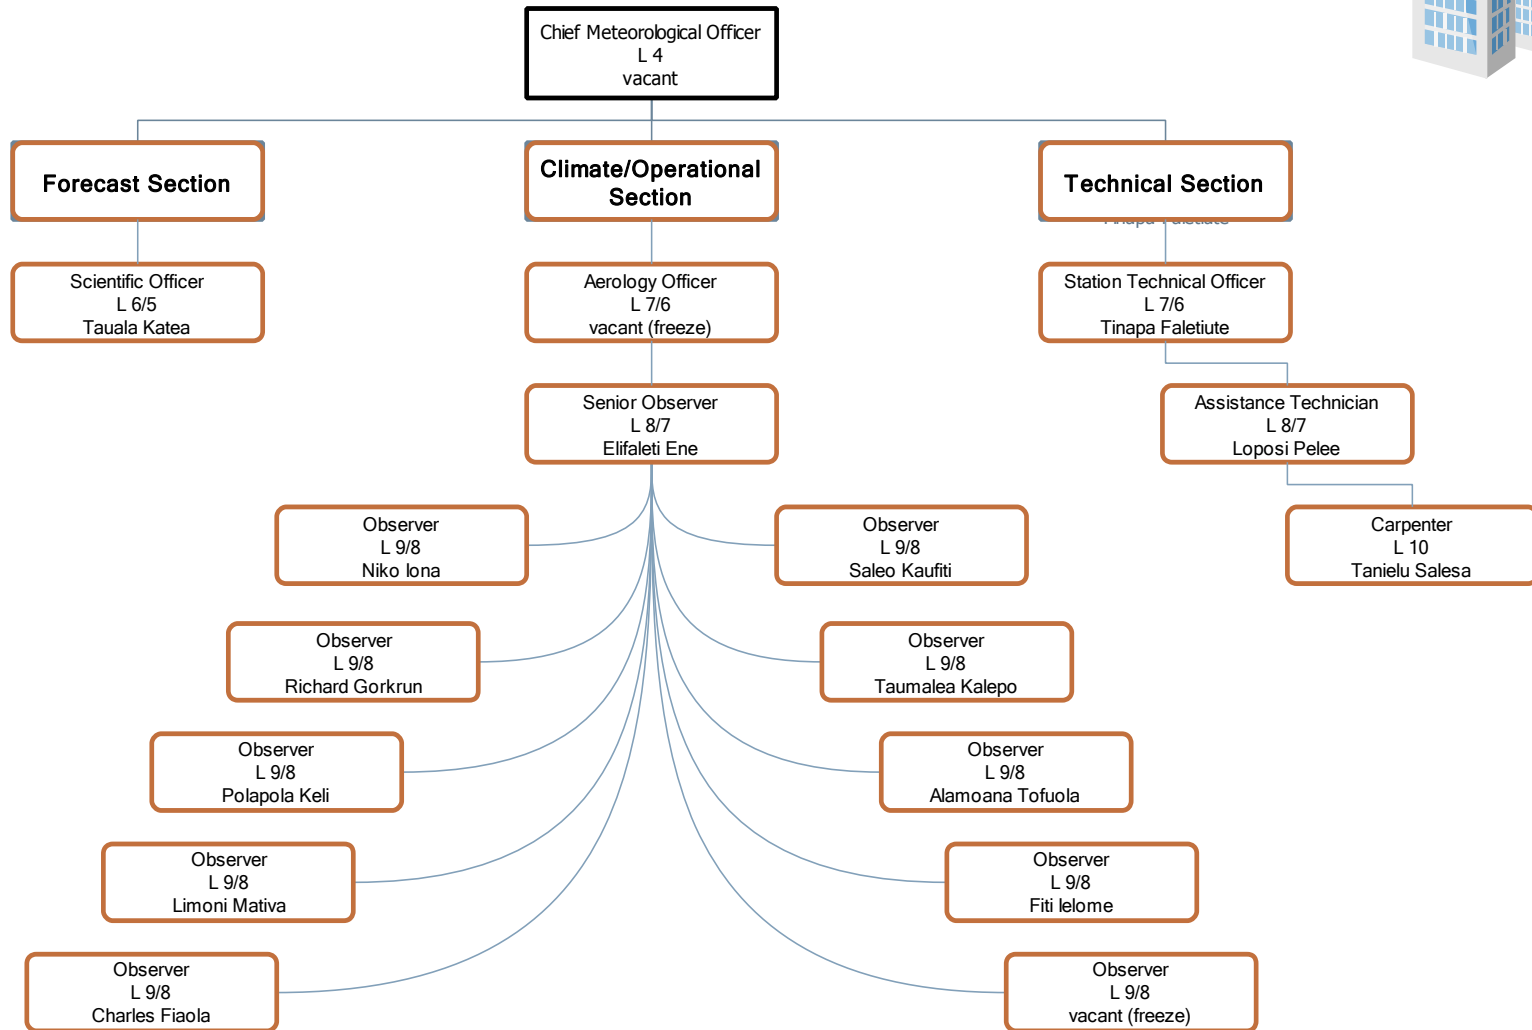 Chief Meteorological Officer
L 4
vacant
Forecast Section
Climate/Operational
Section
Technical Section
Scientific Officer
L 6/5
Tauala Katea
Aerology Officer
L 7/6
vacant (freeze)
Station Technical Officer
L 7/6
Tinapa Faletiute
Senior Observer
L 8/7
Elifaleti Ene
Assistance Technician
L 8/7
Loposi Pelee
Observer
L 9/8
Niko Iona
Observer
L 9/8
Saleo Kaufiti
Carpenter
L 10
Tanielu Salesa
Observer
L 9/8
Richard Gorkrun
Observer
L 9/8
Taumalea Kalepo
Observer
L 9/8
Polapola Keli
Observer
L 9/8
Alamoana Tofuola
Observer
L 9/8
Limoni Mativa
Observer
L 9/8
Fiti Ielome
Observer
L 9/8
Charles Fiaola
Observer
L 9/8
vacant (freeze)